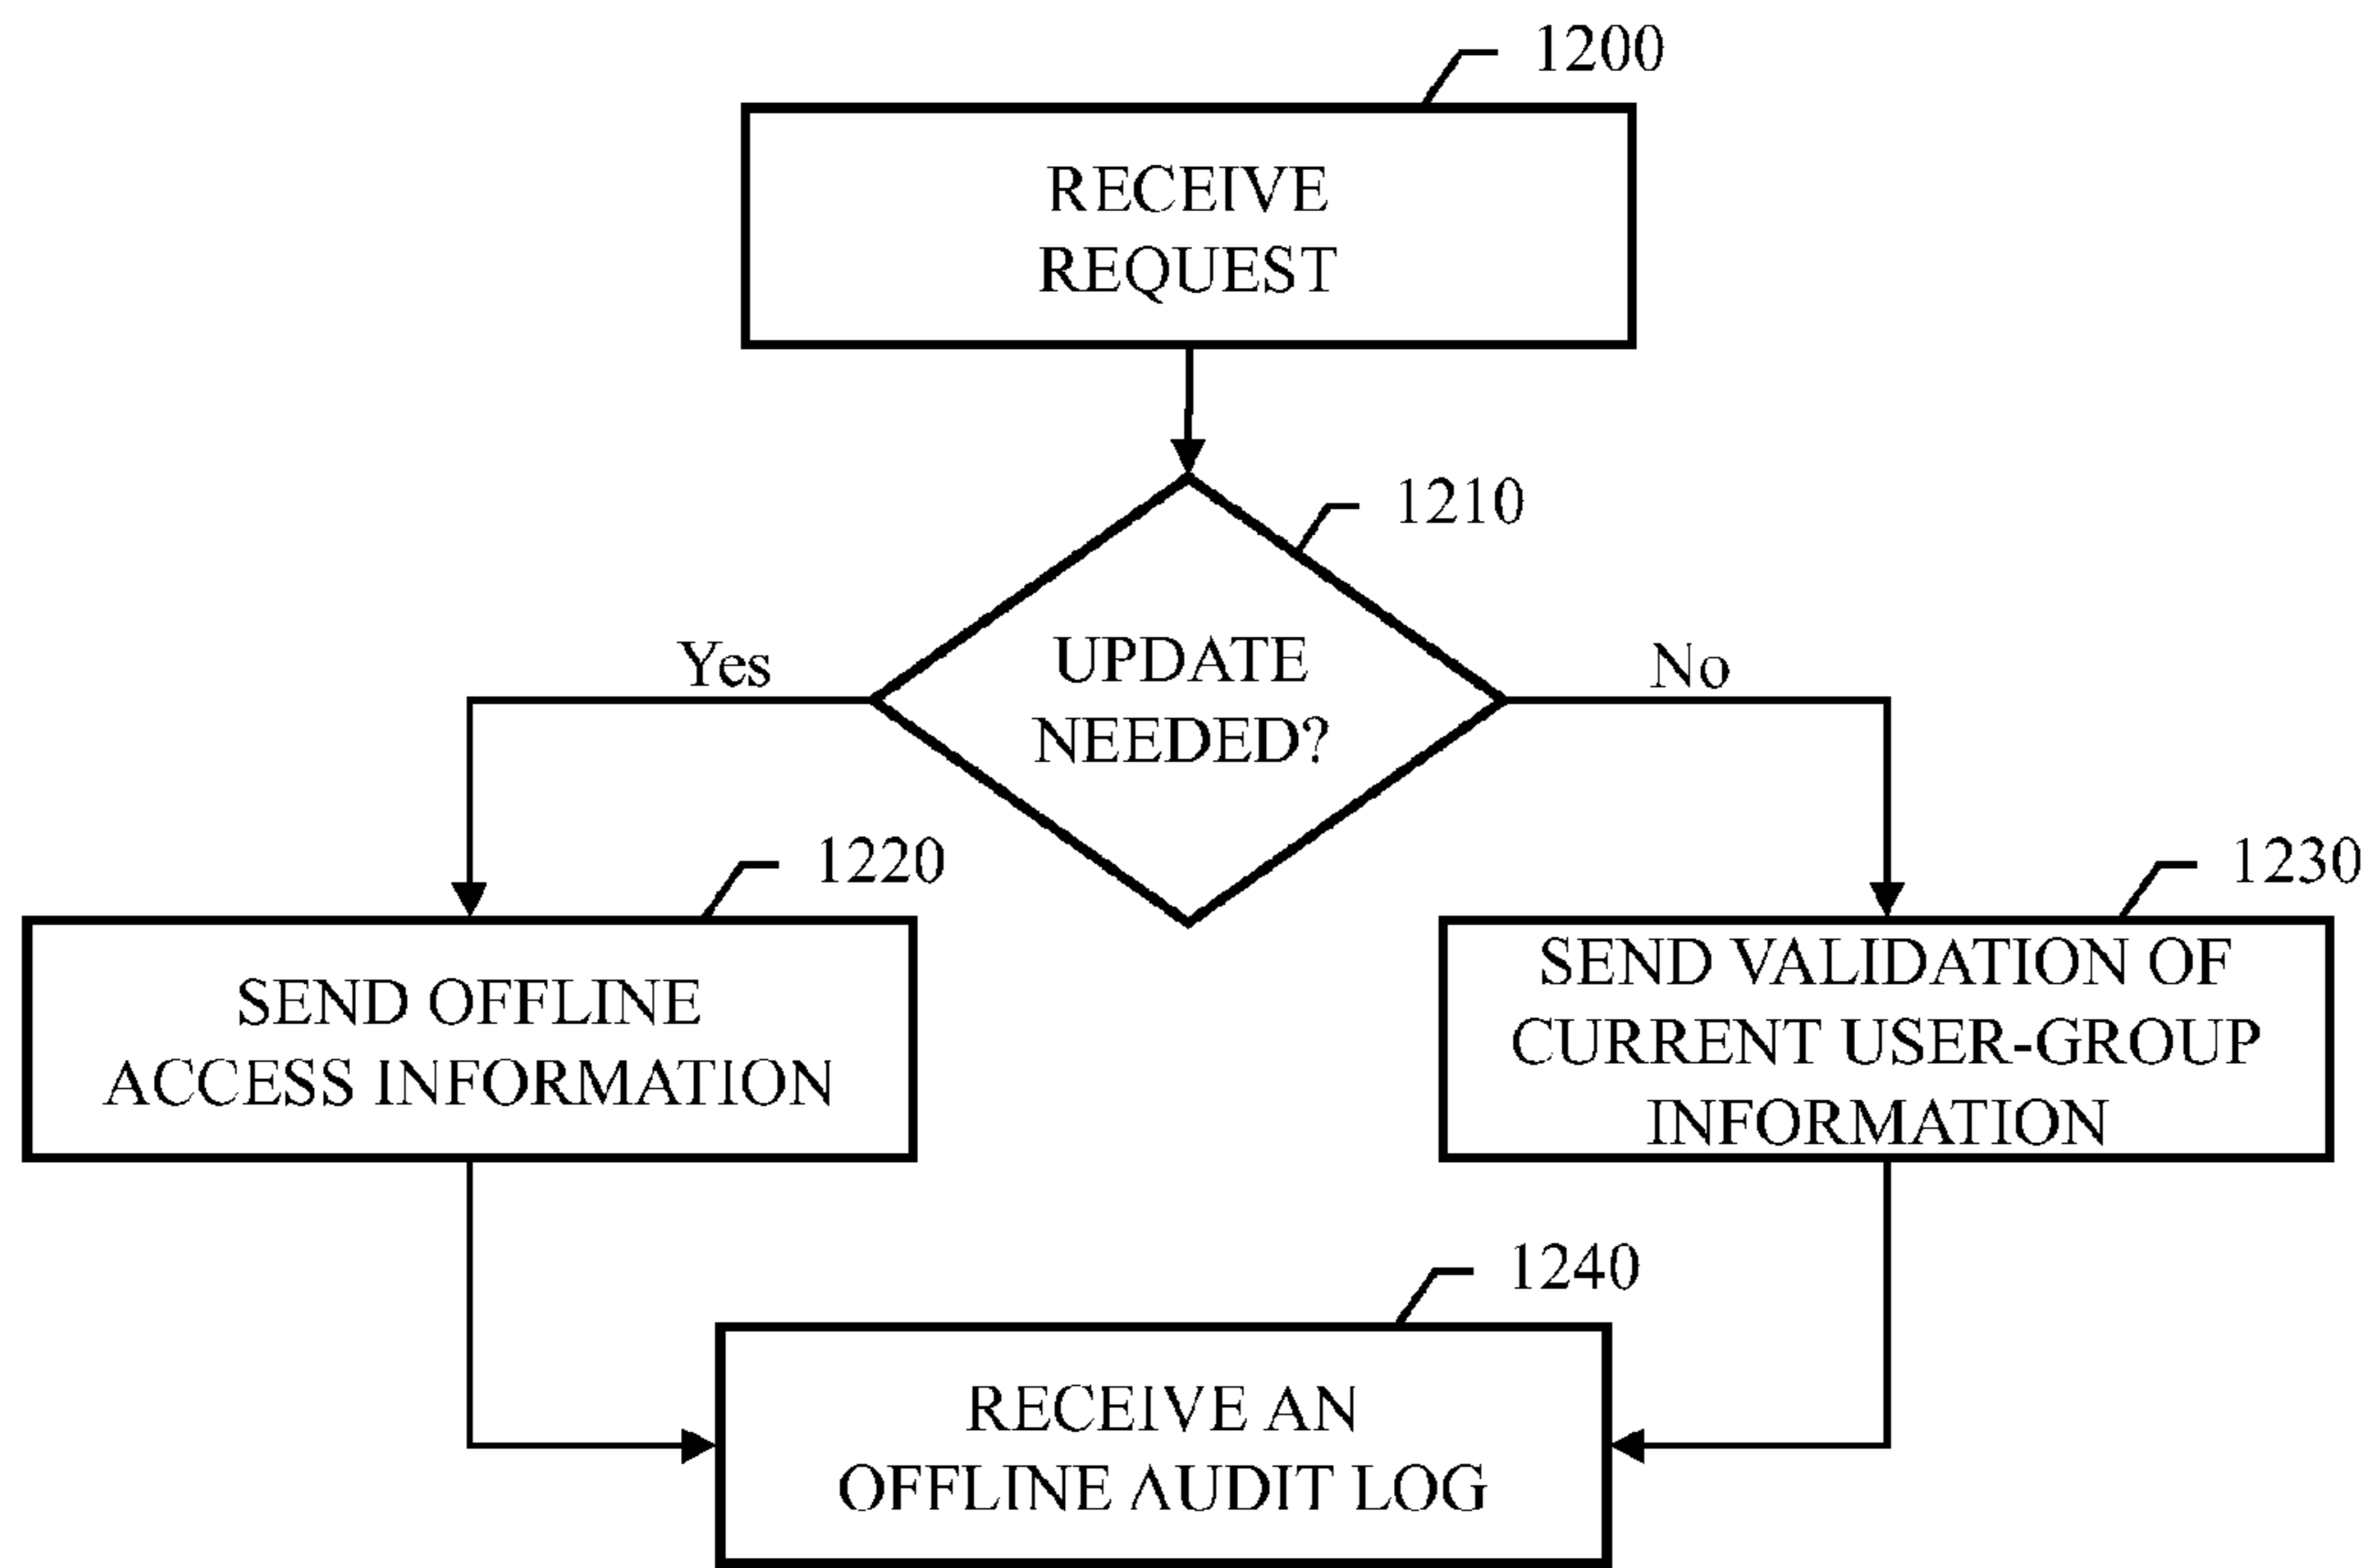 1200
RECEIVE
REQUEST
1210
UPDATE
NEEDED?
Yes
No
1220
SEND OFFLINE
ACCESS INFORMATION
1230
SEND VALIDATION OF
CURRENT USER-GROUP
INFORMATION
1240
RECEIVE AN
OFFLINE AUDIT LOG